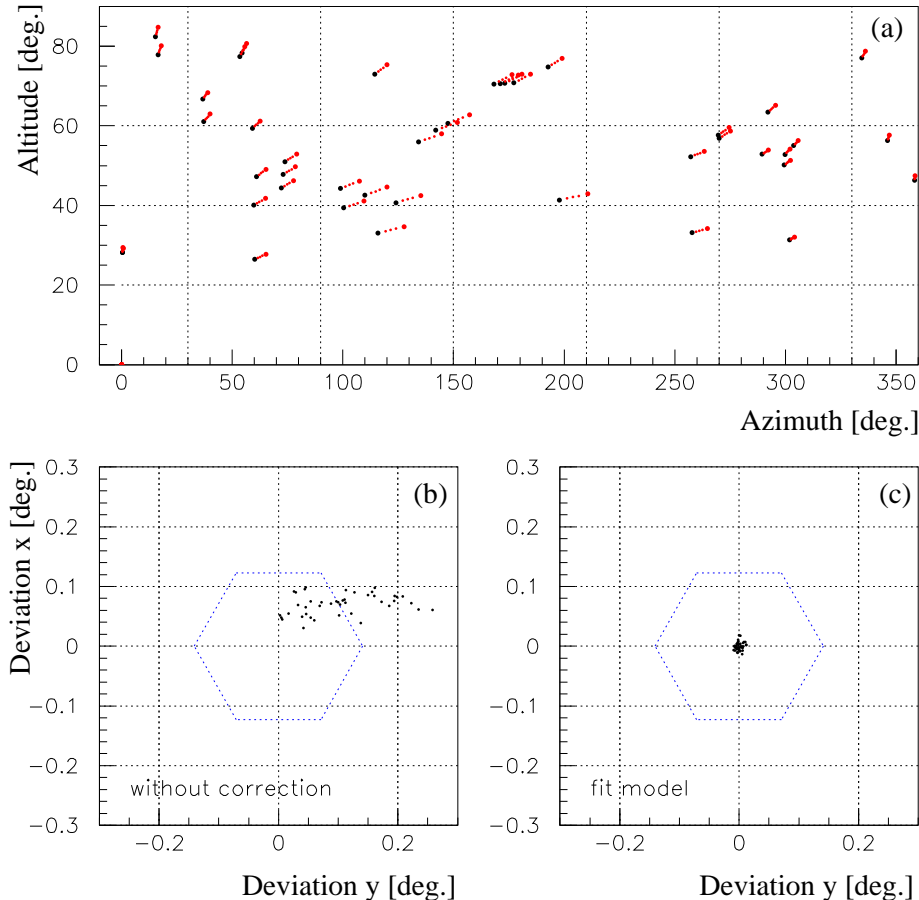 (a)
Altitude [deg.]
80
60
40
20
0
0 50 100 150 200 250 300 350
Azimuth [deg.]
(b)
Deviation x [deg.]
0.3
0.2
0.1
0
−0.1
−0.2
−0.3
without correction
−0.2 0 0.2
Deviation y [deg.]
(c)
0.3
0.2
0.1
0
−0.1
−0.2
−0.3
fit model
−0.2 0 0.2
Deviation y [deg.]